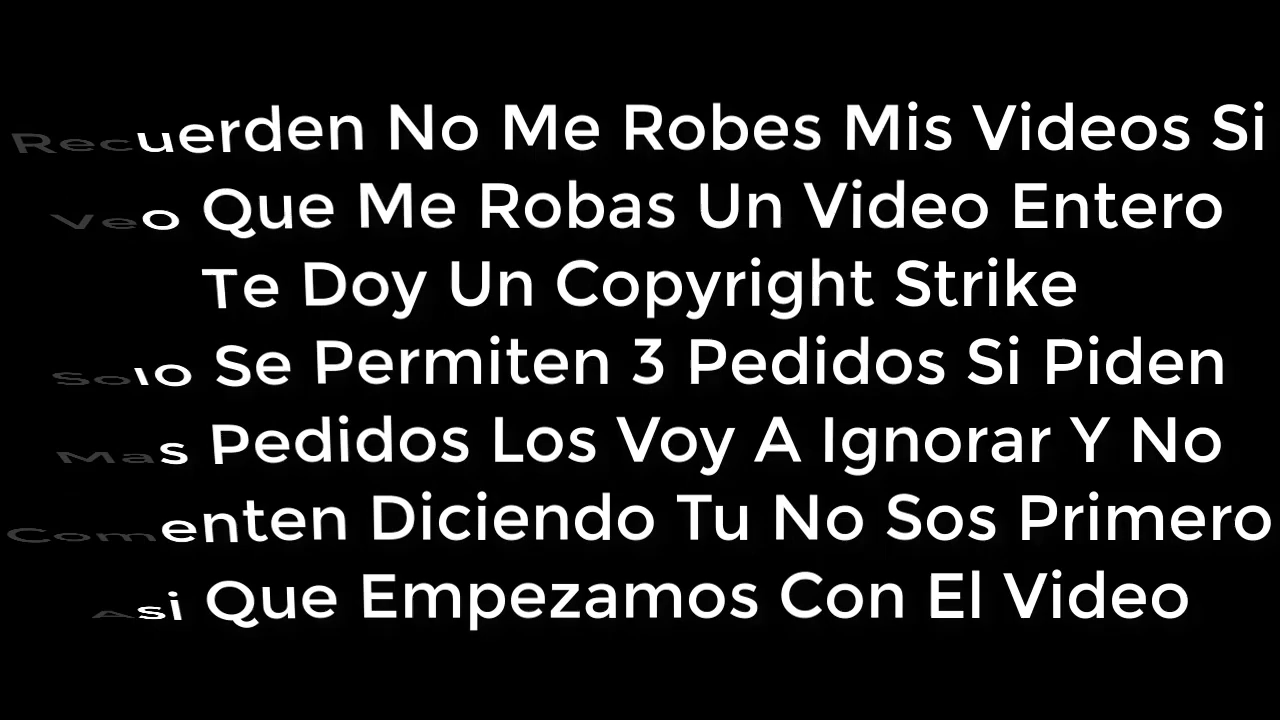 Recuerden No Me Robes Mis Videos Si
Veo Que Me Robas Un Video Entero
Te Doy Un Copyright Strike
Solo Se Permiten 3 Pedidos Si Piden
Mas Pedidos Los Voy A Ignorar Y No
Comenten Diciendo Tu No Sos Primero
Asi Que Empezamos Con El Video